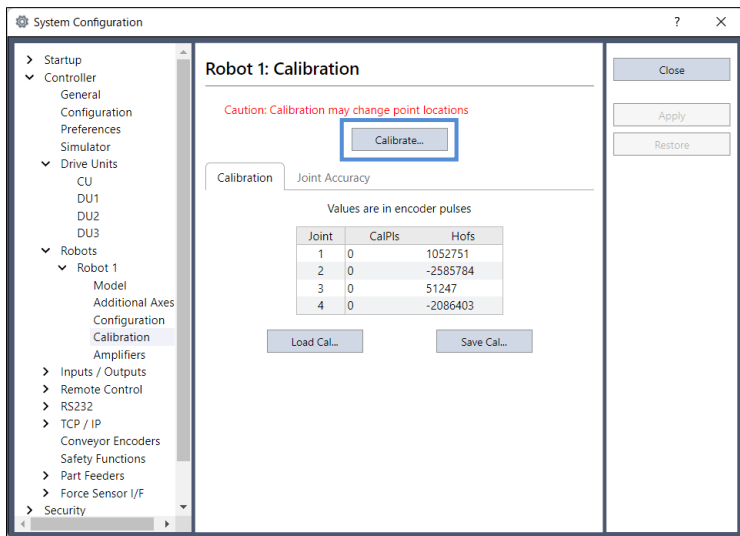 System Configuration
?
Startup
Controller
General
Configuration
Preferences
Simulator
Drive Units
CU
DU1
DU2
DU3
Robots
Robot 1
Model
Additional Axes
Configuration
Calibration
Amplifiers
Inputs / Outputs
Remote Control
RS232
TCP / IP
Conveyor Encoders
Safety Functions
Part Feeders
Force Sensor I/F
Security
Robot 1: Calibration
Caution: Calibration may change point locations
Calibrate...
Calibration Joint Accuracy
Values are in encoder pulses
Joint CalPls Hofs
1 0 1052751
2 0 -2585784
3 0 51247
4 0 -2086403
Load Cal... Save Cal...
Close
Apply
Restore